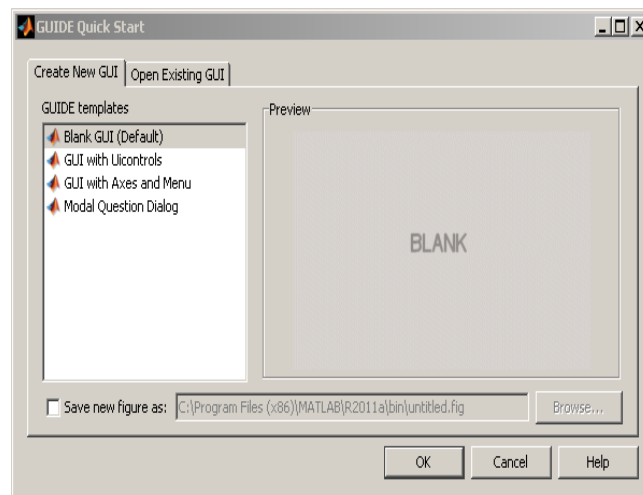 GUIDE Quick Start
Create New GUI
Open Existing GUI
GUIDE templates
Blank GUI (Default)
GUI with Uicontrols
GUI with Axes and Menu
Modal Question Dialog
Preview
BLANK
Save new figure as:
C:\Program Files (x86)\MATLAB\R2011a\bin\untitled.fig
Browse...
OK
Cancel
Help